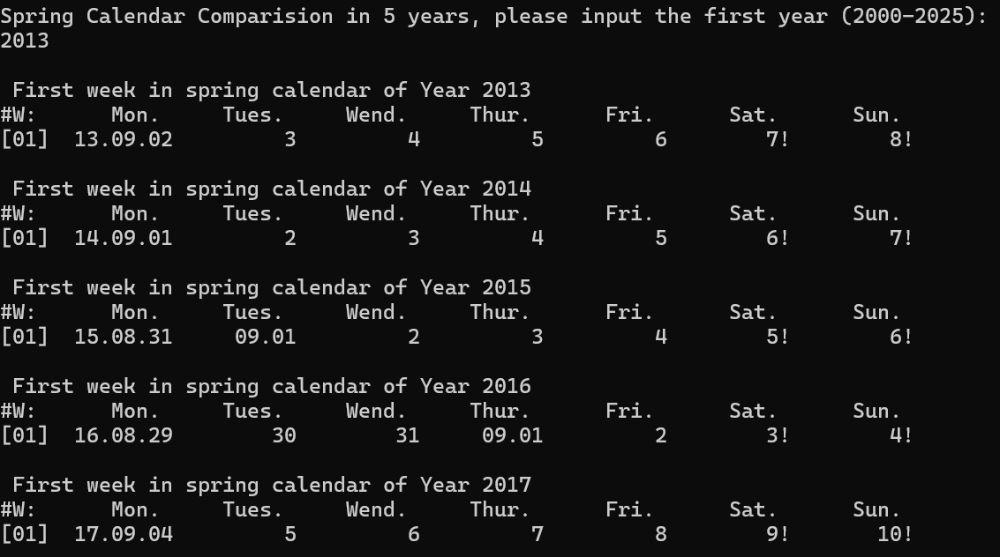 Spring Calendar Comparision in 5 years, please input the first year (2000-2025):
2013
First week in spring calendar of Year 2013
#W: Mon. Tues. Wend. Thur. Fri. Sat. Sun.
[01] 13.09.02 3 4 5 6 7! 8!
First week in spring calendar of Year 2014
#W: Mon. Tues. Wend. Thur. Fri. Sat. Sun.
[01] 14.09.01 2 3 4 5 6! 7!
First week in spring calendar of Year 2015
#W: Mon. Tues. Wend. Thur. Fri. Sat. Sun.
[01] 15.08.31 09.01 2 3 4 5! 6!
First week in spring calendar of Year 2016
#W: Mon. Tues. Wend. Thur. Fri. Sat. Sun.
[01] 16.08.29 30 31 09.01 2 3! 4!
First week in spring calendar of Year 2017
#W: Mon. Tues. Wend. Thur. Fri. Sat. Sun.
[01] 17.09.04 5 6 7 8 9! 10!